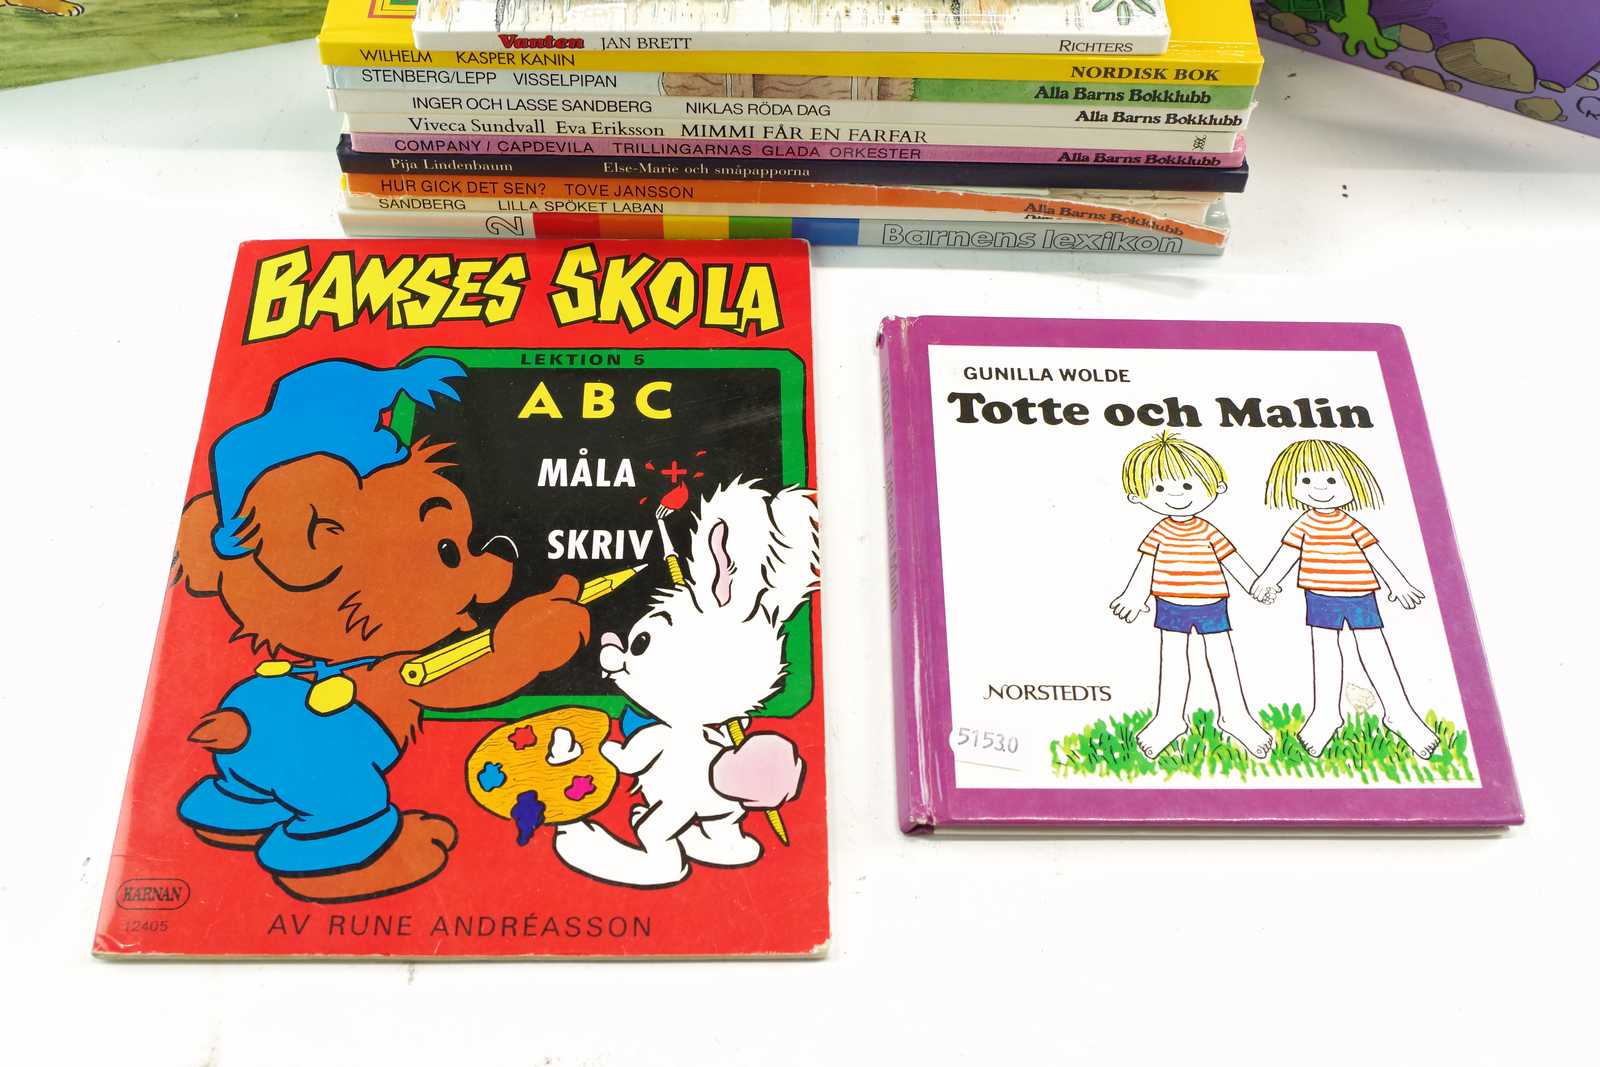 Vanten JAN BRETT RICHTERS
WILHELM KASPER KANIN NORDISK BOK
STENBERG/LEPP VISSELPIPAN Alla Barns Bokklubb
INGER OCH LASSE SANDBERG NIKLAS RÖDA DAG Alla Barns Bokklubb
Viveca Sundvall Eva Eriksson MIMMI FÅR EN FARFAR
COMPANY / CAPDEVILA TRILLINGARNAS GLADA ORKESTER Alla Barns Bokklubb
Pija Lindenbaum Else-Marie och småpapporna
HUR GICK DET SEN? TOVE JANSSON Alla Barns Bokklubb
SANDBERG LILLA SPÖKET LABAN
2 Barnens lexikon
BAMSES SKOLA
LEKTION 5
ABC
MÅLA +
SKRIV
KÄRNAN
12405
AV RUNE ANDRÉASSON
GUNILLA WOLDE
Totte och Malin
NORSTEDTS
51530